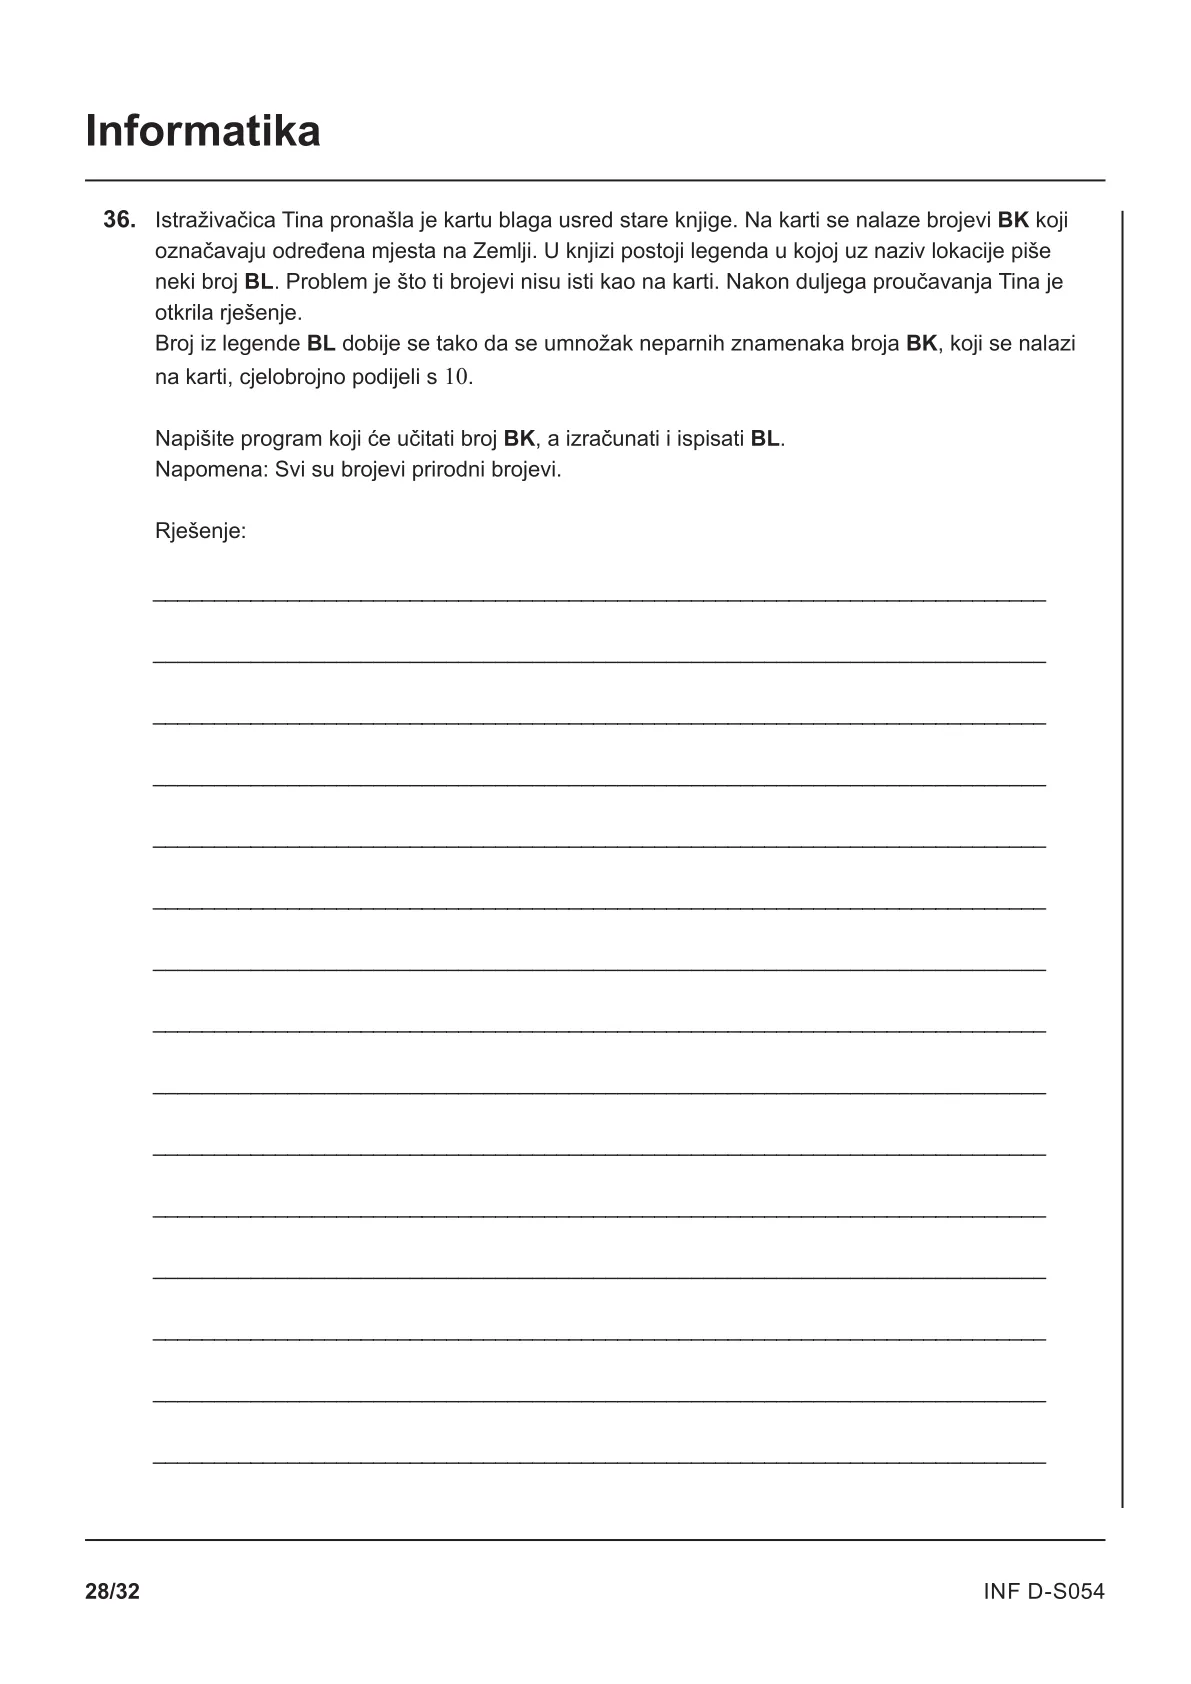 Informatika
36. Istraživačica Tina pronašla je kartu blaga usred stare knjige. Na karti se nalaze brojevi BK koji
označavaju određena mjesta na Zemlji. U knjizi postoji legenda u kojoj uz naziv lokacije piše
neki broj BL. Problem je što ti brojevi nisu isti kao na karti. Nakon duljega proučavanja Tina je
otkrila rješenje.
Broj iz legende BL dobije se tako da se umnožak neparnih znamenaka broja BK, koji se nalazi
na karti, cjelobrojno podijeli s 10.
Napišite program koji će učitati broj BK, a izračunati i ispisati BL.
Napomena: Svi su brojevi prirodni brojevi.
Rješenje:
28/32
INF D-S054